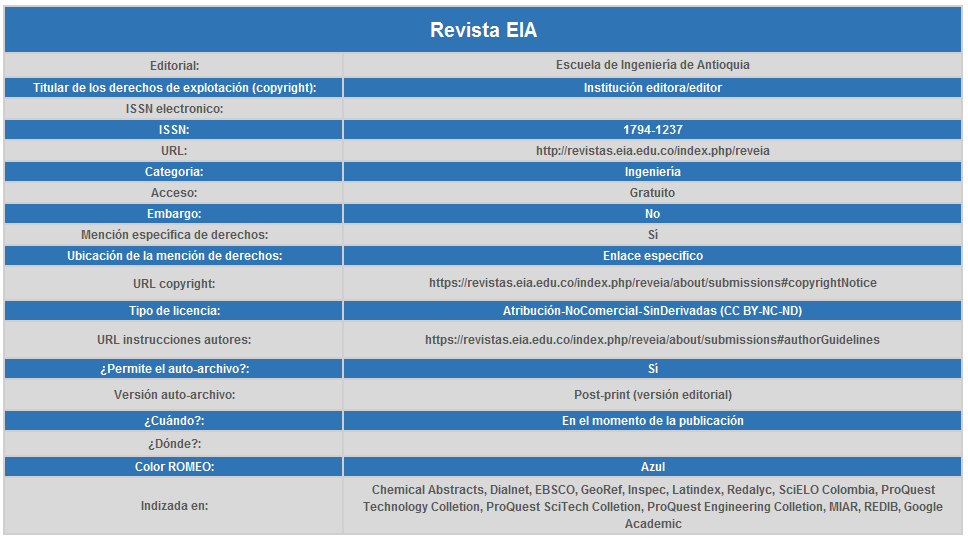 Revista EIA
Editorial: Escuela de Ingeniería de Antioquia
Titular de los derechos de explotación (copyright): Institución editora/editor
ISSN electronico:
ISSN: 1794-1237
URL: http://revistas.eia.edu.co/index.php/reveia
Categoria: Ingeniería
Acceso: Gratuito
Embargo: No
Mención específica de derechos: Si
Ubicación de la mención de derechos: Enlace especifico
URL copyright: https://revistas.eia.edu.co/index.php/reveia/about/submissions#copyrightNotice
Tipo de licencia: Atribución-NoComercial-SinDerivadas (CC BY-NC-ND)
URL instrucciones autores: https://revistas.eia.edu.co/index.php/reveia/about/submissions#authorGuidelines
¿Permite el auto-archivo?: Si
Versión auto-archivo: Post-print (versión editorial)
¿Cuándo?: En el momento de la publicación
¿Dónde?:
Color ROMEO: Azul
Indizada en: Chemical Abstracts, Dialnet, EBSCO, GeoRef, Inspec, Latindex, Redalyc, SciELO Colombia, ProQuest
Technology Colletion, ProQuest SciTech Colletion, ProQuest Engineering Colletion, MIAR, REDIB, Google
Academic